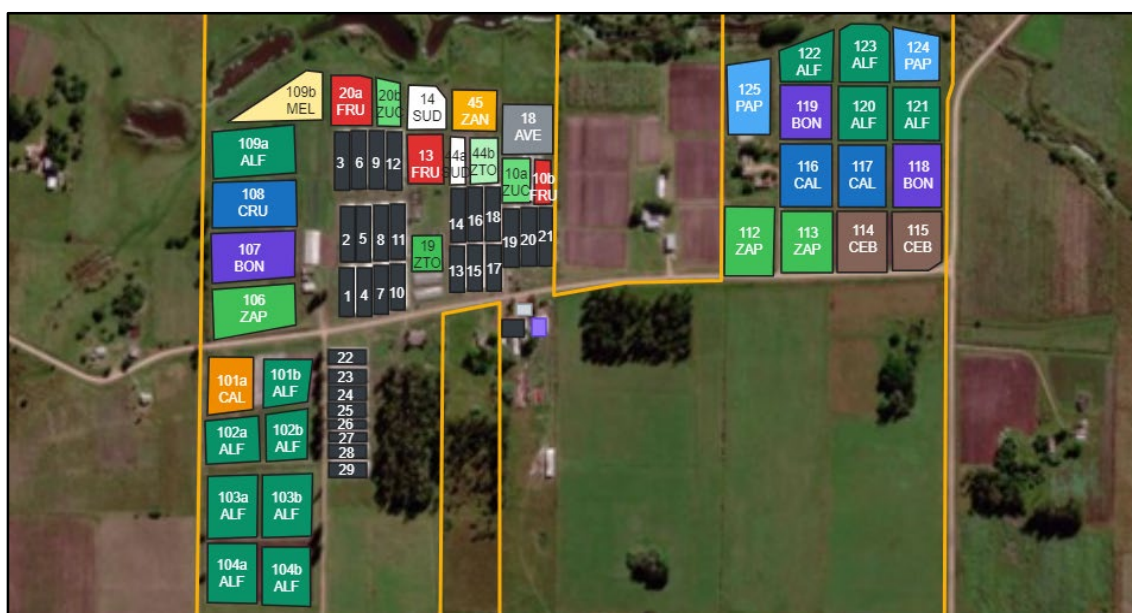 109b
MEL
20a
FRU
20b
ZUC
14
SUD
45
ZAN
18
AVE
109a
ALF
3
6
9
12
13
FRU
44b
ZTO
10a
ZUC
10b
FRU
108
CRU
107
BON
106
ZAP
2
5
8
11
19
ZTO
14
16
18
19
20
21
1
4
7
10
13
15
17
125
PAP
122
ALF
123
ALF
124
PAP
119
BON
120
ALF
121
ALF
116
CAL
117
CAL
118
BON
112
ZAP
113
ZAP
114
CEB
115
CEB
101a
CAL
101b
ALF
102a
ALF
102b
ALF
103a
ALF
103b
ALF
104a
ALF
104b
ALF
22
23
24
25
26
27
28
29